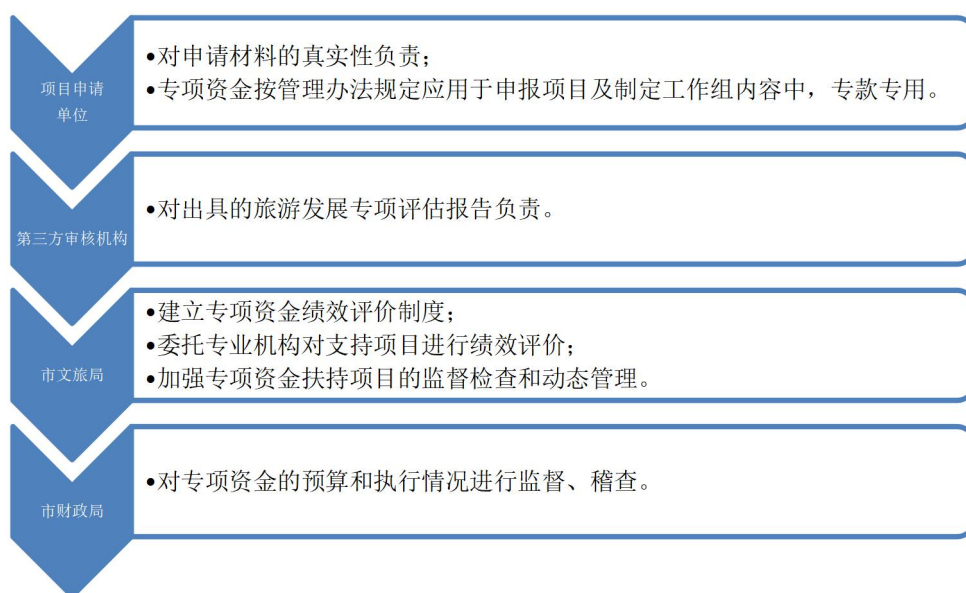 项目申请
单位
•对申请材料的真实性负责；
•专项资金按管理办法规定应用于申报项目及制定工作组内容中，专款专用。
第三方审核机构
•对出具的旅游发展专项评估报告负责。
市文旅局
•建立专项资金绩效评价制度；
•委托专业机构对支持项目进行绩效评价；
•加强专项资金扶持项目的监督检查和动态管理。
市财政局
•对专项资金的预算和执行情况进行监督、稽查。